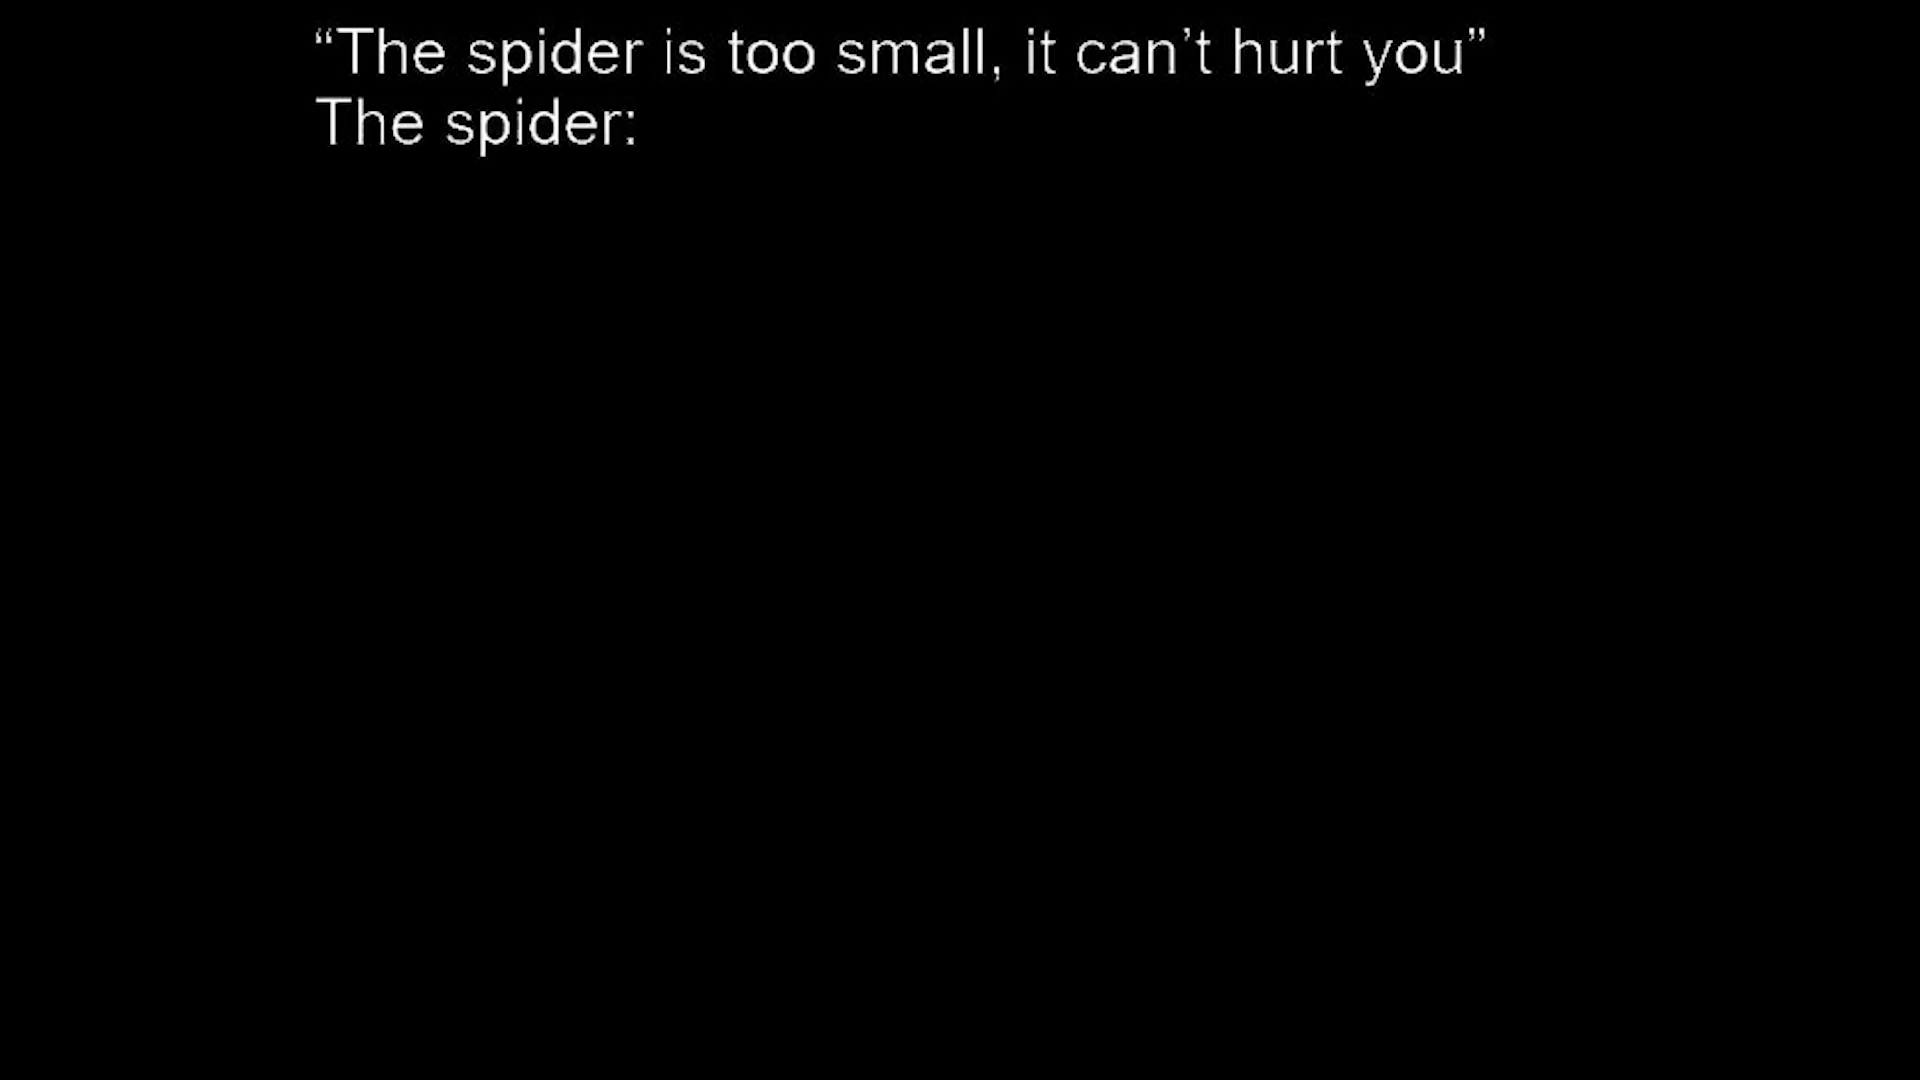 “The spider is too small, it can’t hurt you”
The spider: